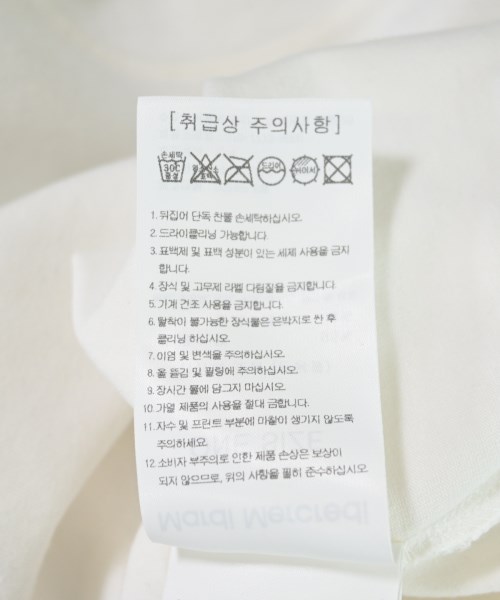 [취급상 주의사항]
손세탁
30C
중성
드라이
1. 뒤집어 단독 찬물 손세탁하십시오.
2. 드라이클리닝 가능합니다.
3. 표백제 및 표백 성분이 있는 세제 사용을 금지
합니다.
4. 장식 및 고무제 라벨 다림질을 금지합니다.
5. 기계 건조 사용을 금지합니다.
6. 탈착이 불가능한 장식물은 은박지로 싼 후
클리닝 하십시오.
7. 이염 및 변색을 주의하십시오.
8. 올 뜯김 및 필링에 주의하십시오.
9. 장시간 물에 담그지 마십시오.
10. 가열 제품의 사용을 절대 금합니다.
11. 자수 및 프린트 부분에 마찰이 생기지 않도록
주의하세요.
12. 소비자 부주의로 인한 제품 손상은 보상이
되지 않으므로, 위의 사항을 필히 준수하십시오.
Mardi Mercredi